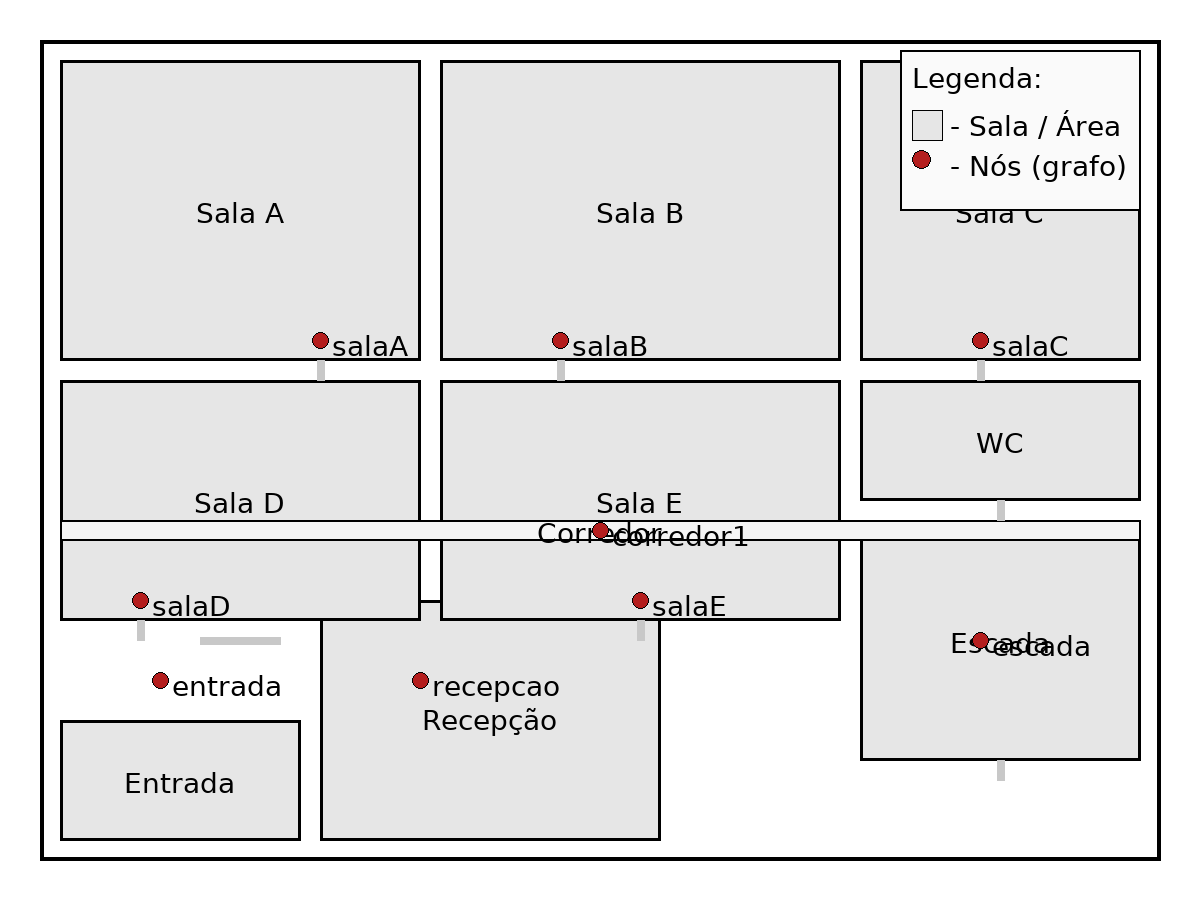 Legenda:
- Sala / Área
- Nós (grafo)
Sala A
Sala B
Sala C
salaA
salaB
salaC
WC
Sala D
Sala E
Corredor
corredor1
salaD
salaE
Escada
escada
entrada
recepcao
Recepção
Entrada